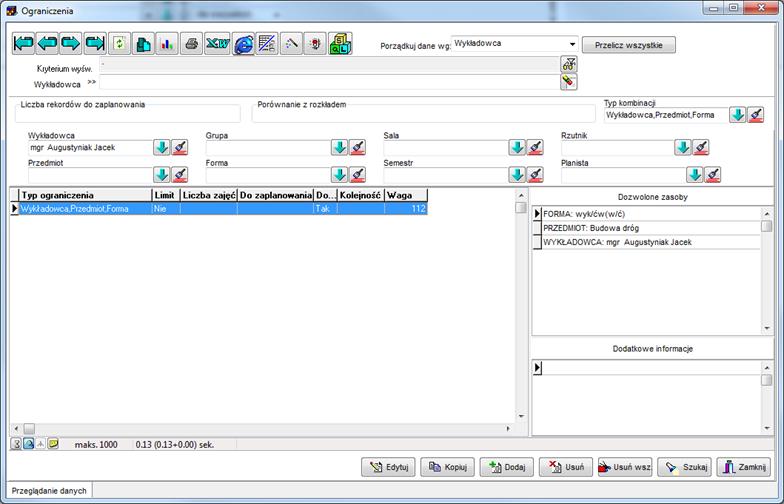 Ograniczenia
Porządkuj dane wg: Wykładowca Przelicz wszystkie
Kryterium wyśw. -
Wykładowca >>
Liczba rekordów do zaplanowania Porównanie z rozkładem Typ kombinacji
Wykładowca,Przedmiot,Forma
Wykładowca Grupa Sala Rzutnik
mgr Augustyniak Jacek
Przedmiot Forma Semestr Planista
Typ ograniczenia Limit Liczba zajęć Do zaplanowania Do... Kolejność Waga
Wykładowca,Przedmiot,Forma Nie Tak 112
Dozwolone zasoby
FORMA: wyk/ćw(w/ć)
PRZEDMIOT: Budowa dróg
WYKŁADOWCA: mgr Augustyniak Jacek
Dodatkowe informacje
maks. 1000 0.13 (0.13+0.00) sek.
Edytuj Kopiuj Dodaj Usuń Usuń wsz Szukaj Zamknij
Przeglądanie danych